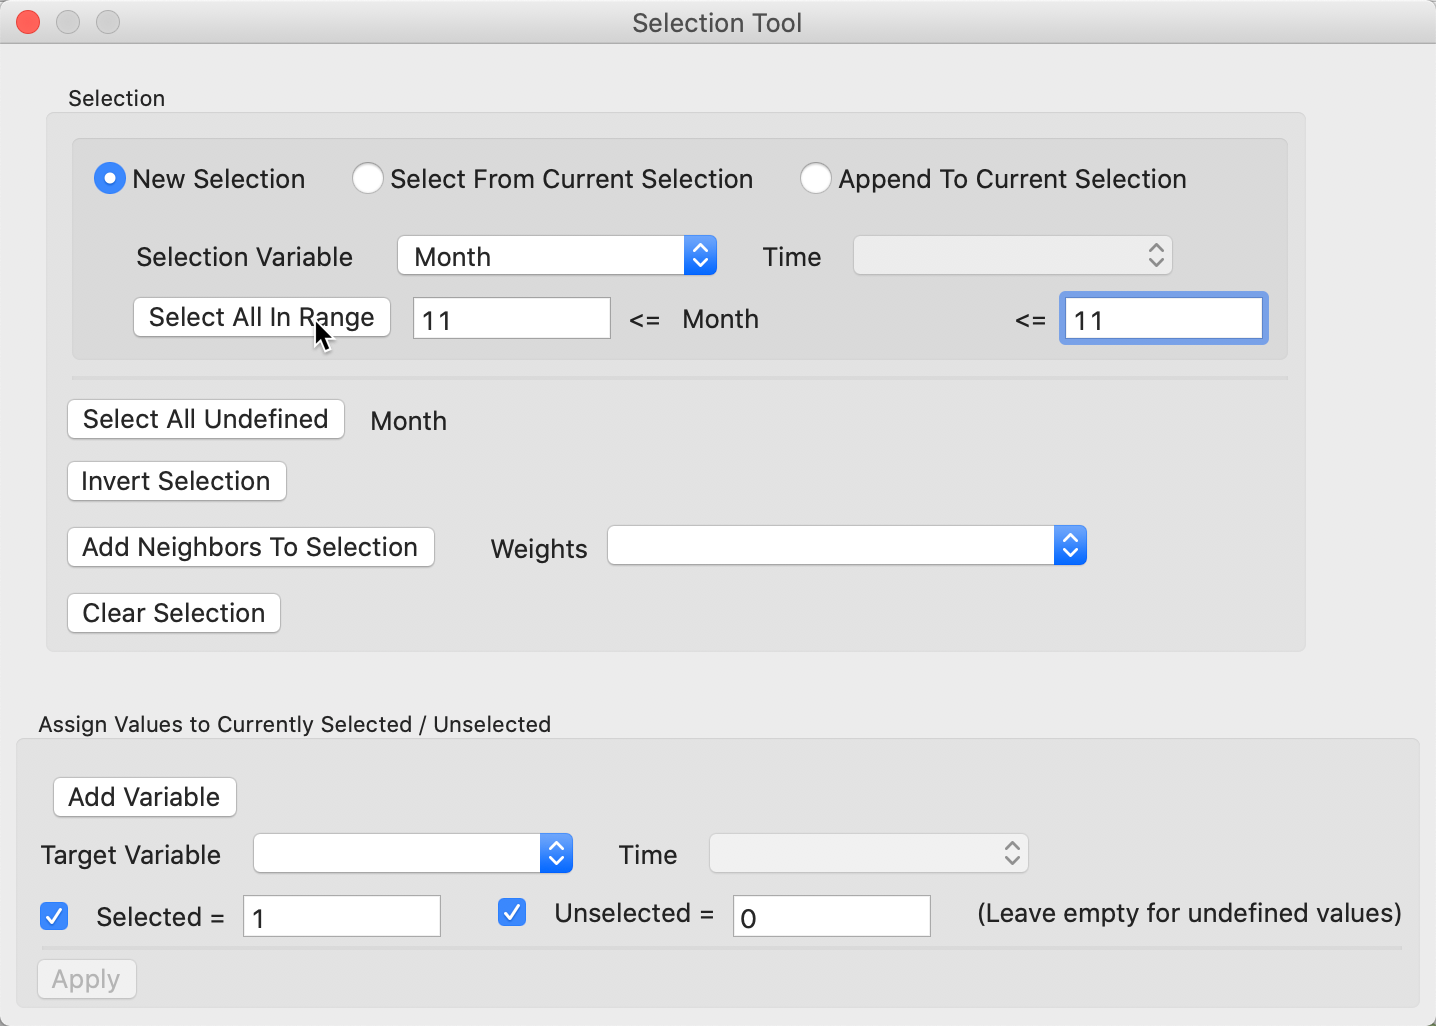 Selection Tool
Selection
New Selection Select From Current Selection Append To Current Selection
Selection Variable Month Time
Select All In Range 11 <= Month <= 11
Select All Undefined Month
Invert Selection
Add Neighbors To Selection Weights
Clear Selection
Assign Values to Currently Selected / Unselected
Add Variable
Target Variable Time
Selected = 1 Unselected = 0 (Leave empty for undefined values)
Apply